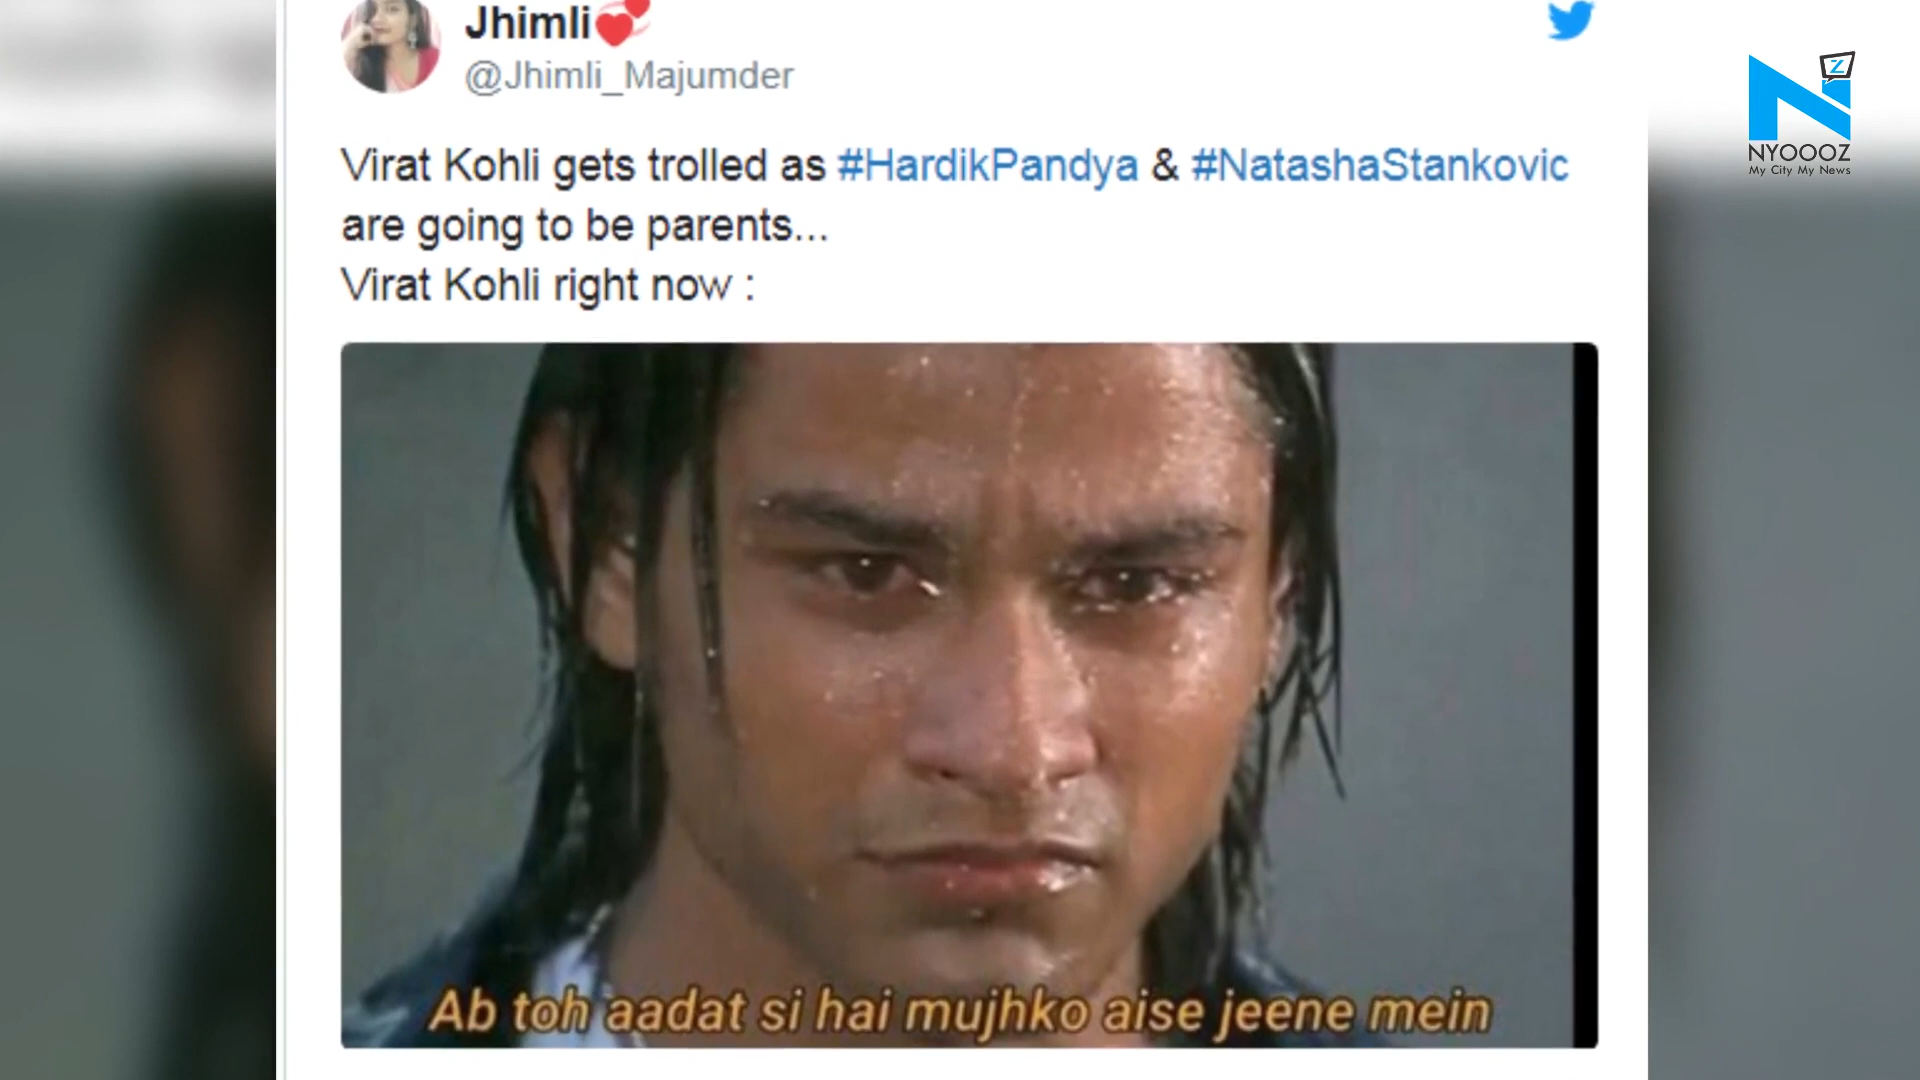 Jhimli💞
@Jhimli_Majumder
Virat Kohli gets trolled as #HardikPandya & #NatashaStankovic
are going to be parents...
Virat Kohli right now :
Ab toh aadat si hai mujhko aise jeene mein
Z
NYOOOZ
My City My News